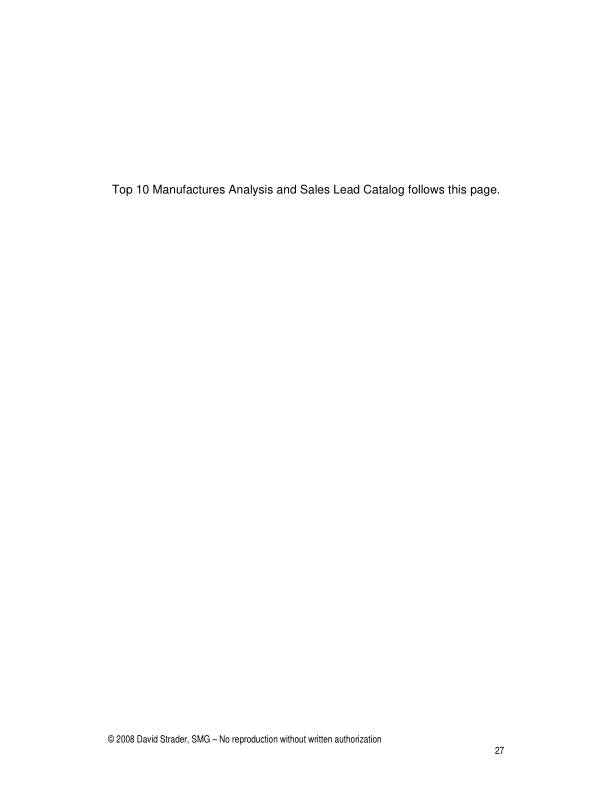 Top 10 Manufactures Analysis and Sales Lead Catalog follows this page.
© 2008 David Strader, SMG – No reproduction without written authorization
27